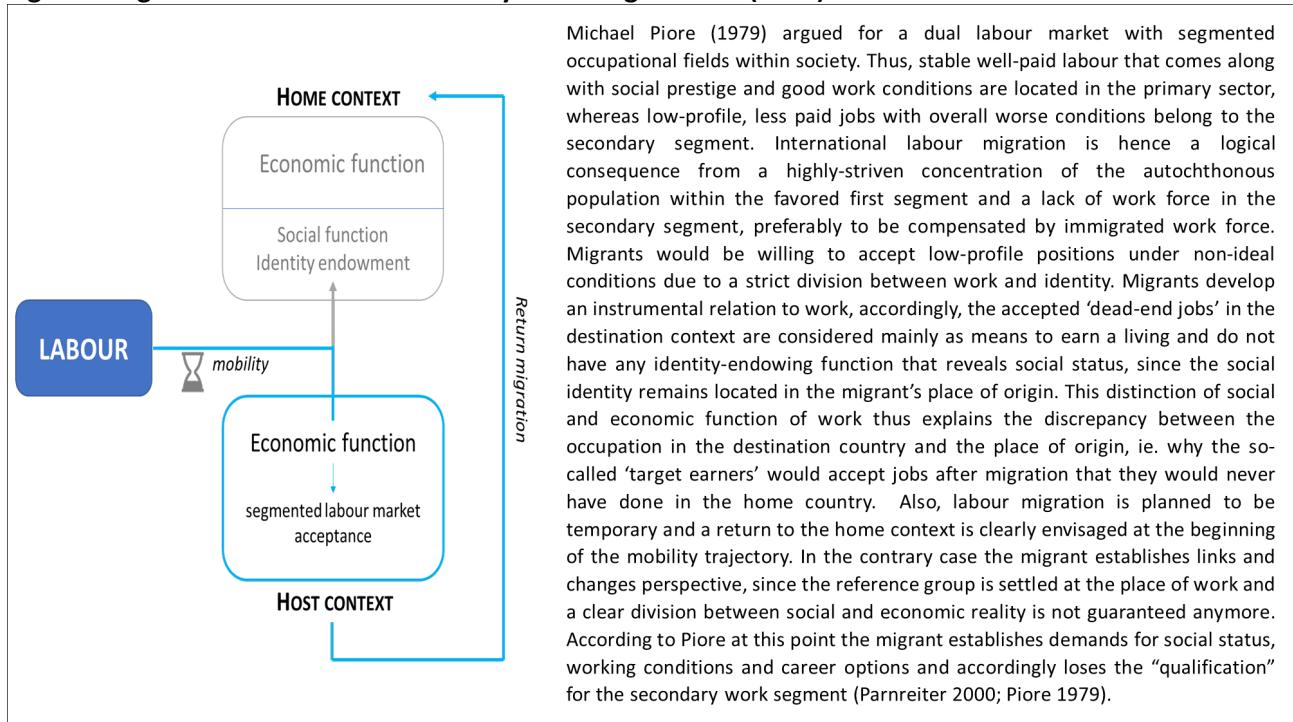 HOME CONTEXT
Economic function
Social function
Identity endowment
LABOUR
mobility
Return migration
Economic function
segmented labour market
acceptance
HOST CONTEXT
Michael Piore (1979) argued for a dual labour market with segmented
occupational fields within society. Thus, stable well-paid labour that comes along
with social prestige and good work conditions are located in the primary sector,
whereas low-profile, less paid jobs with overall worse conditions belong to the
secondary segment. International labour migration is hence a logical
consequence from a highly-striven concentration of the autochthonous
population within the favored first segment and a lack of work force in the
secondary segment, preferably to be compensated by immigrated work force.
Migrants would be willing to accept low-profile positions under non-ideal
conditions due to a strict division between work and identity. Migrants develop
an instrumental relation to work, accordingly, the accepted ‘dead-end jobs’ in the
destination context are considered mainly as means to earn a living and do not
have any identity-endowing function that reveals social status, since the social
identity remains located in the migrant’s place of origin. This distinction of social
and economic function of work thus explains the discrepancy between the
occupation in the destination country and the place of origin, ie. why the so-
called ‘target earners’ would accept jobs after migration that they would never
have done in the home country. Also, labour migration is planned to be
temporary and a return to the home context is clearly envisaged at the beginning
of the mobility trajectory. In the contrary case the migrant establishes links and
changes perspective, since the reference group is settled at the place of work and
a clear division between social and economic reality is not guaranteed anymore.
According to Piore at this point the migrant establishes demands for social status,
working conditions and career options and accordingly loses the “qualification”
for the secondary work segment (Parnreiter 2000; Piore 1979).